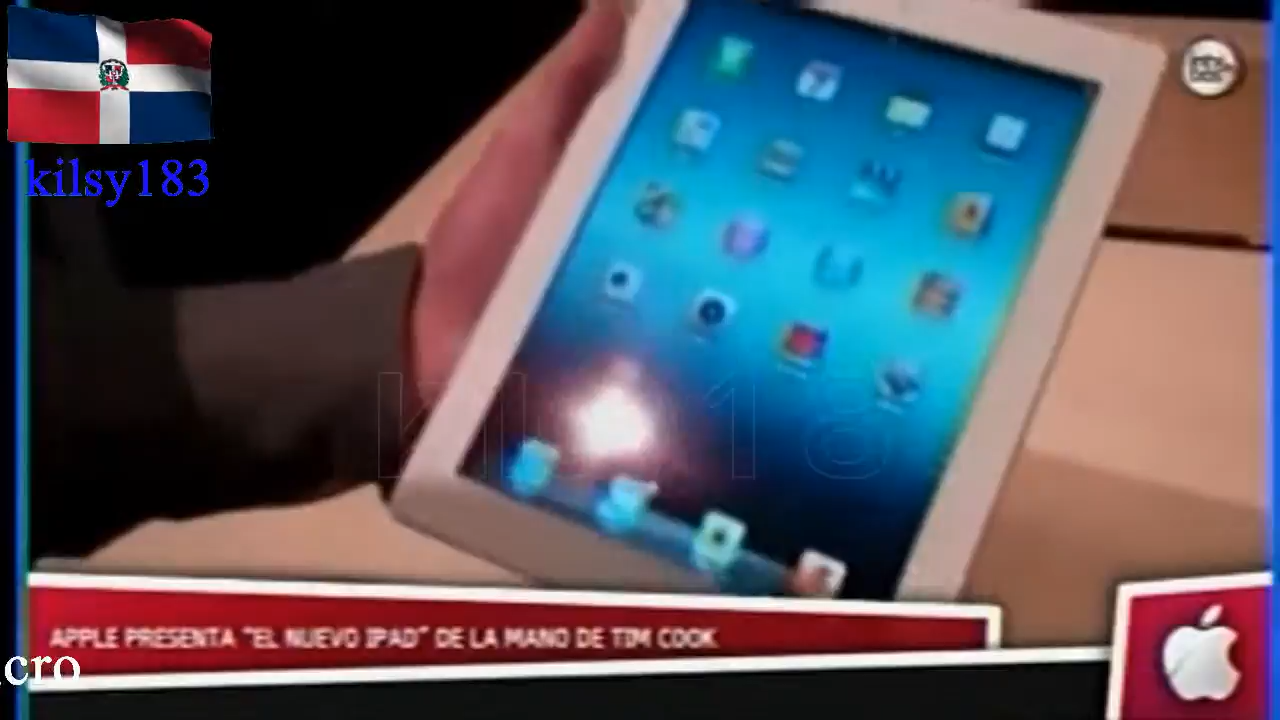 kilsy183
APPLE PRESENTA "EL NUEVO IPAD" DE LA MANO DE TIM COOK
cro